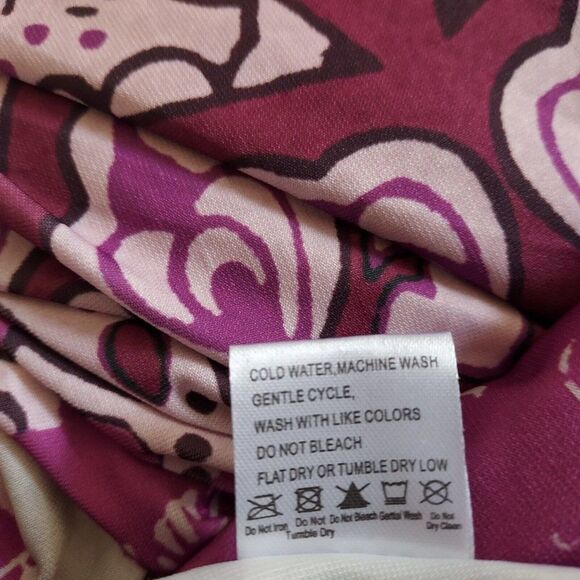 COLD WATER,MACHINE WASH
GENTLE CYCLE,
WASH WITH LIKE COLORS
DO NOT BLEACH
FLAT DRY OR TUMBLE DRY LOW
Do Not Iron Do Not Do Not Bleach Gertial Wash Do Not
Tumble Dry Dry Clean